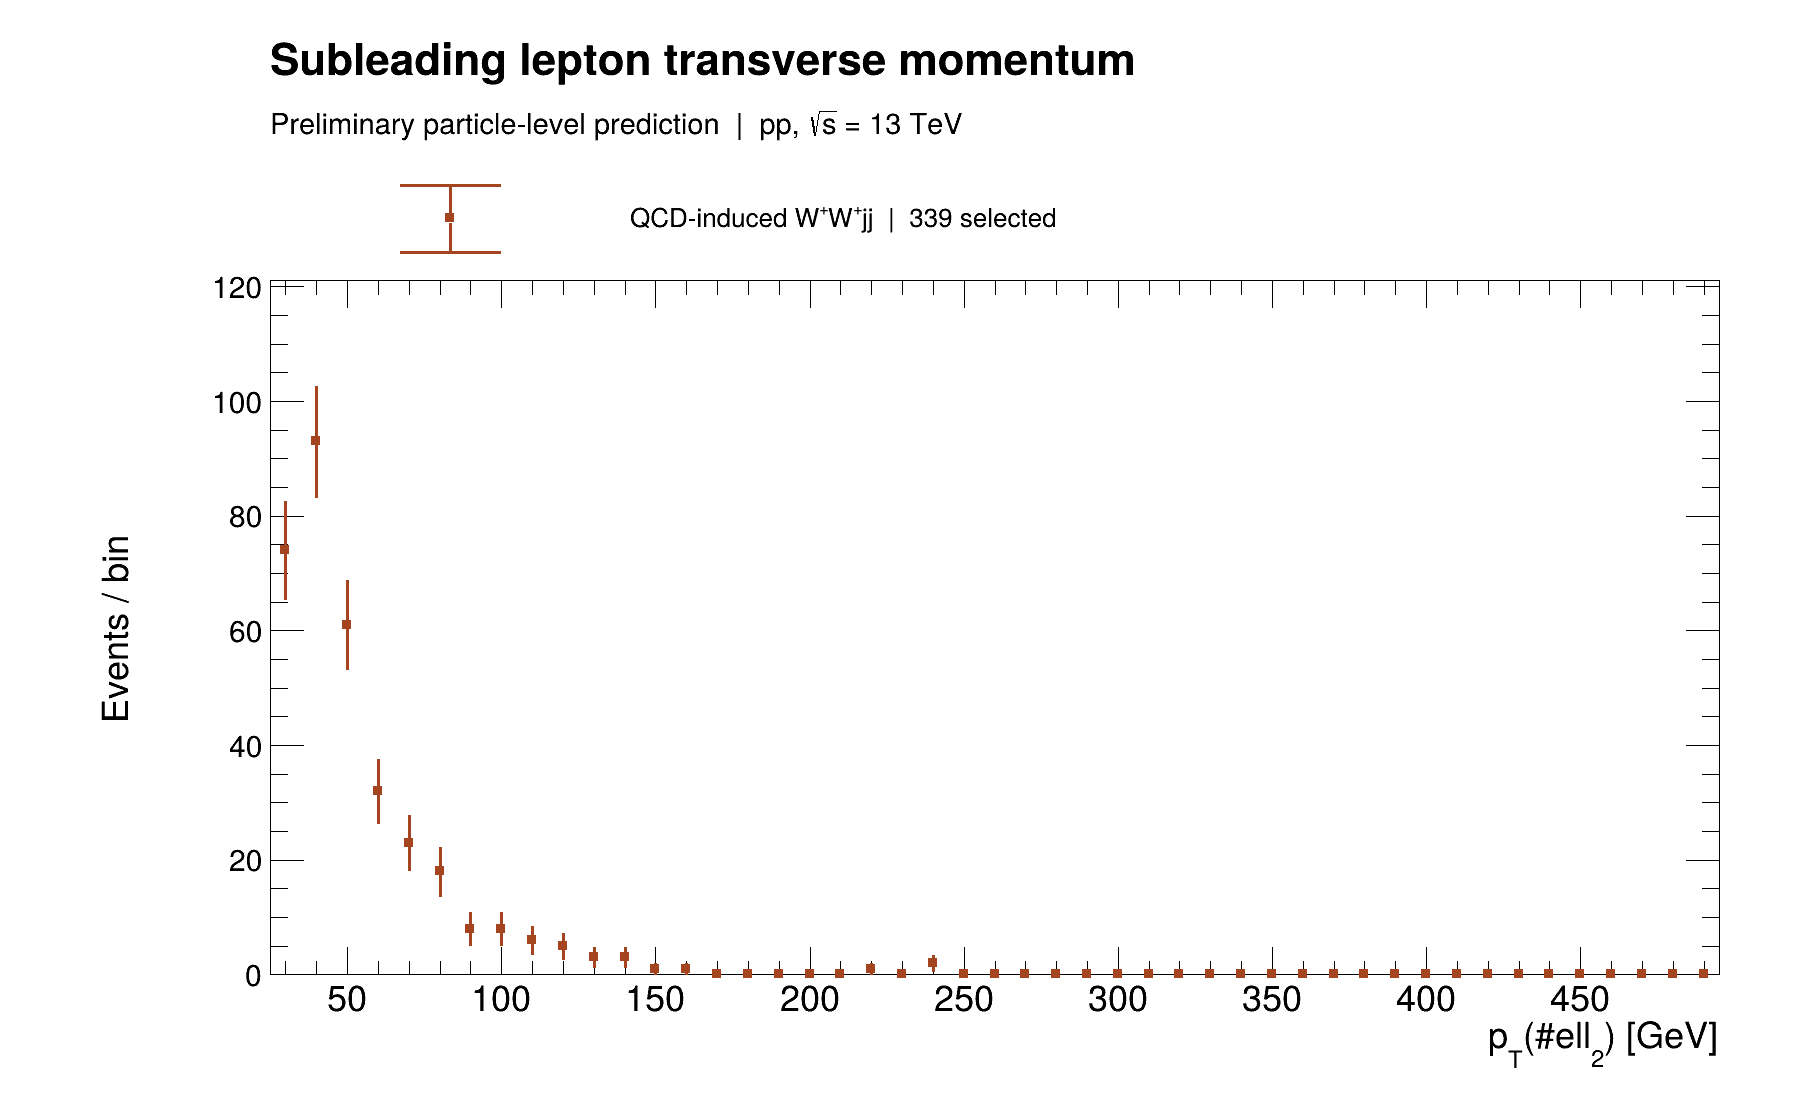 Subleading lepton transverse momentum
Preliminary particle-level prediction | pp, √s = 13 TeV
QCD-induced W⁺W⁺jj | 339 selected
120
100
80
60
40
20
0
Events / bin
50 100 150 200 250 300 350 400 450
p_T(#ell_2) [GeV]